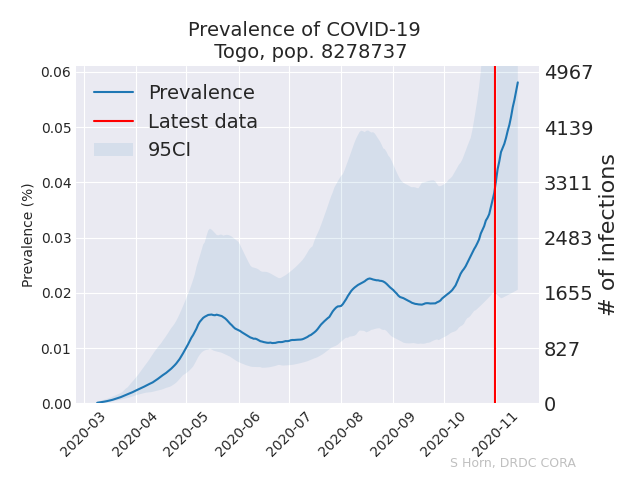 Prevalence of COVID-19
Togo, pop. 8278737
Prevalence
Latest data
95CI
Prevalence (%)
0.06
0.05
0.04
0.03
0.02
0.01
0.00
4967
4139
3311
2483
1655
827
0
# of infections
2020-03
2020-04
2020-05
2020-06
2020-07
2020-08
2020-09
2020-10
2020-11
S Horn, DRDC CORA